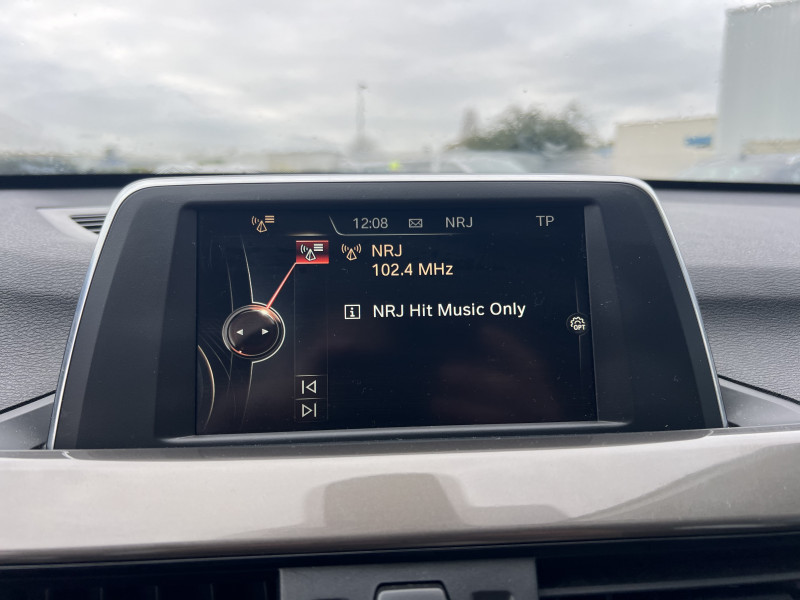 12:08 NRJ TP
NRJ
102.4 MHz
i NRJ Hit Music Only
OPT